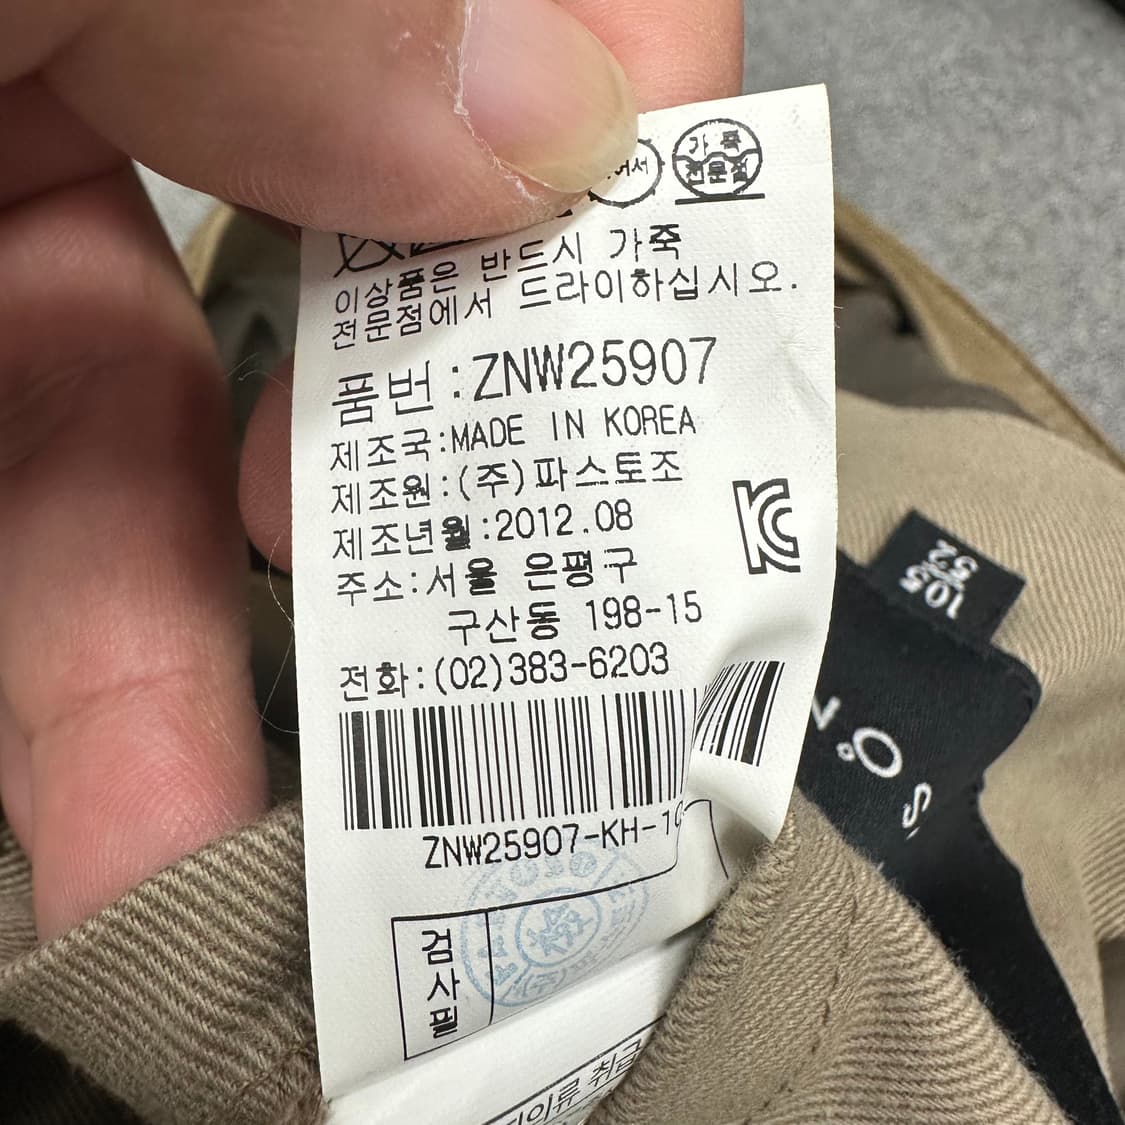 가죽
전문점
이상품은 반드시 가죽
전문점에서 드라이하십시오.
품번:ZNW25907
제조국:MADE IN KOREA
제조원:(주)파스토조
제조년월:2012.08
주소:서울 은평구
구산동 198-15
전화:(02)383-6203
ZNW25907-KH-10
검
사
필
취급